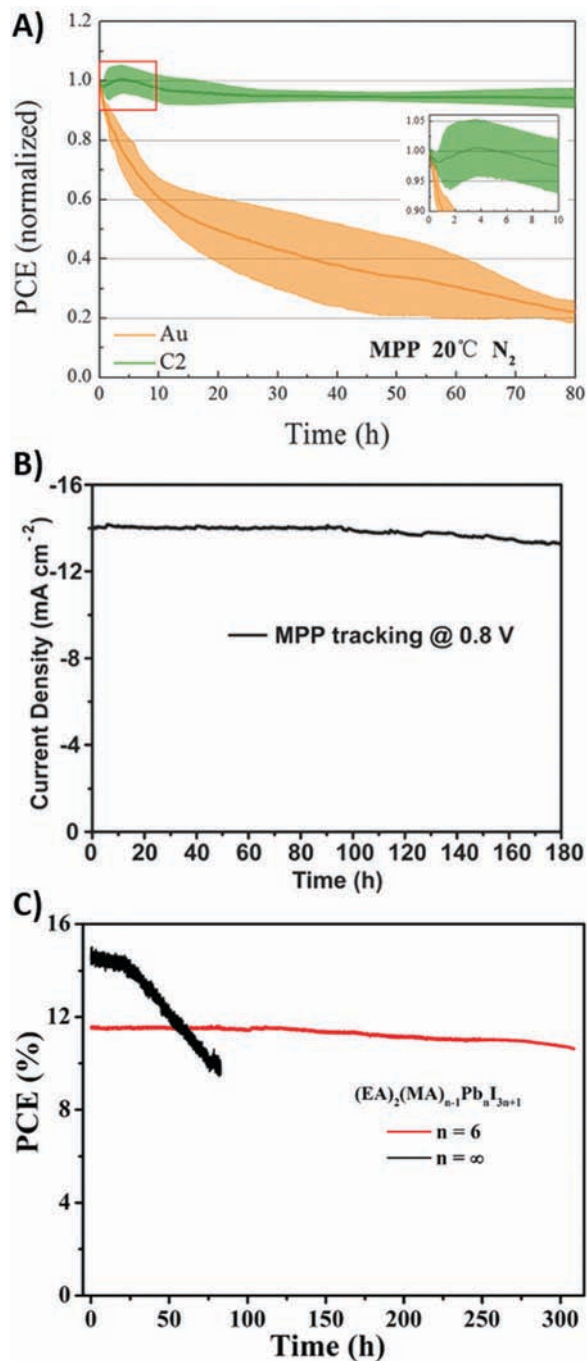 A)
1.2
1.0
0.8
0.6
0.4
0.2
0.0
PCE (normalized)
1.05
1.00
0.95
0.90
0 2 4 6 8 10
Au
C2
MPP 20℃ N₂
0 10 20 30 40 50 60 70 80
Time (h)
B)
-16
-12
-8
-4
0
Current Density (mA cm⁻²)
MPP tracking @ 0.8 V
0 20 40 60 80 100 120 140 160 180
Time (h)
C)
16
12
8
4
0
PCE (%)
(EA)₂(MA)ₙ₋₁PbₙI₃ₙ₊₁
n = 6
n = ∞
0 50 100 150 200 250 300
Time (h)